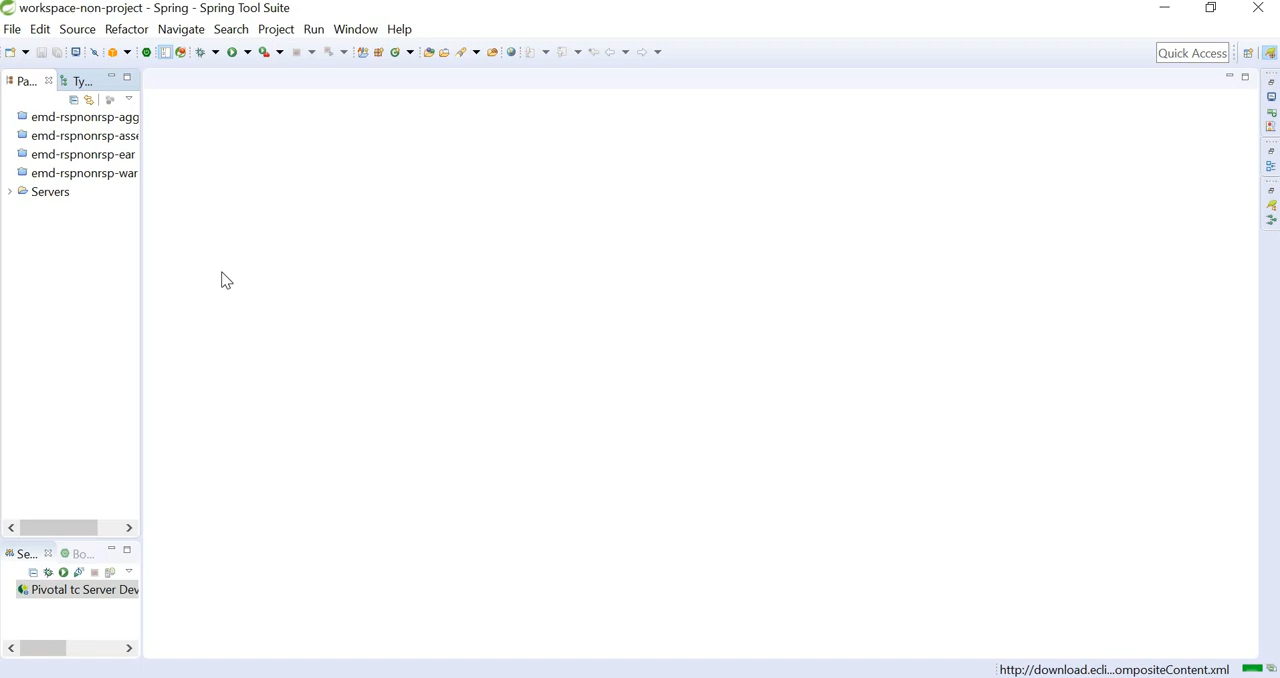 workspace-non-project - Spring - Spring Tool Suite
File Edit Source Refactor Navigate Search Project Run Window Help
Quick Access
Pa... Ty...
emd-rspnonrsp-agg
emd-rspnonrsp-asse
emd-rspnonrsp-ear
emd-rspnonrsp-war
Servers
Se... Bo...
Pivotal tc Server Dev
http://download.ecli...ompositeContent.xml